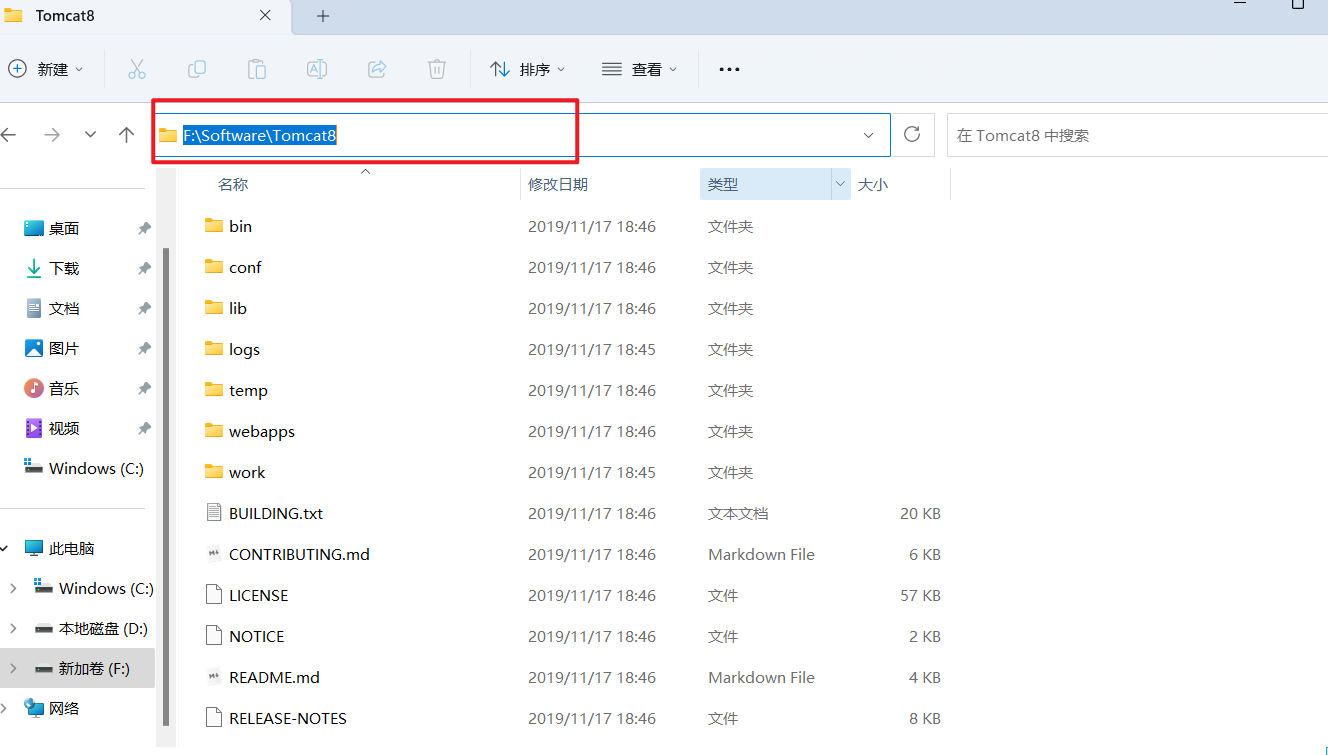 Tomcat8
新建
排序
查看
F:\Software\Tomcat8
在 Tomcat8 中搜索
名称 修改日期 类型 大小
桌面
下载
文档
图片
音乐
视频
Windows (C:)
此电脑
Windows (C:)
本地磁盘 (D:)
新加卷 (F:)
网络
bin 2019/11/17 18:46 文件夹
conf 2019/11/17 18:46 文件夹
lib 2019/11/17 18:46 文件夹
logs 2019/11/17 18:45 文件夹
temp 2019/11/17 18:46 文件夹
webapps 2019/11/17 18:46 文件夹
work 2019/11/17 18:45 文件夹
BUILDING.txt 2019/11/17 18:46 文本文档 20 KB
CONTRIBUTING.md 2019/11/17 18:46 Markdown File 6 KB
LICENSE 2019/11/17 18:46 文件 57 KB
NOTICE 2019/11/17 18:46 文件 2 KB
README.md 2019/11/17 18:46 Markdown File 4 KB
RELEASE-NOTES 2019/11/17 18:46 文件 8 KB